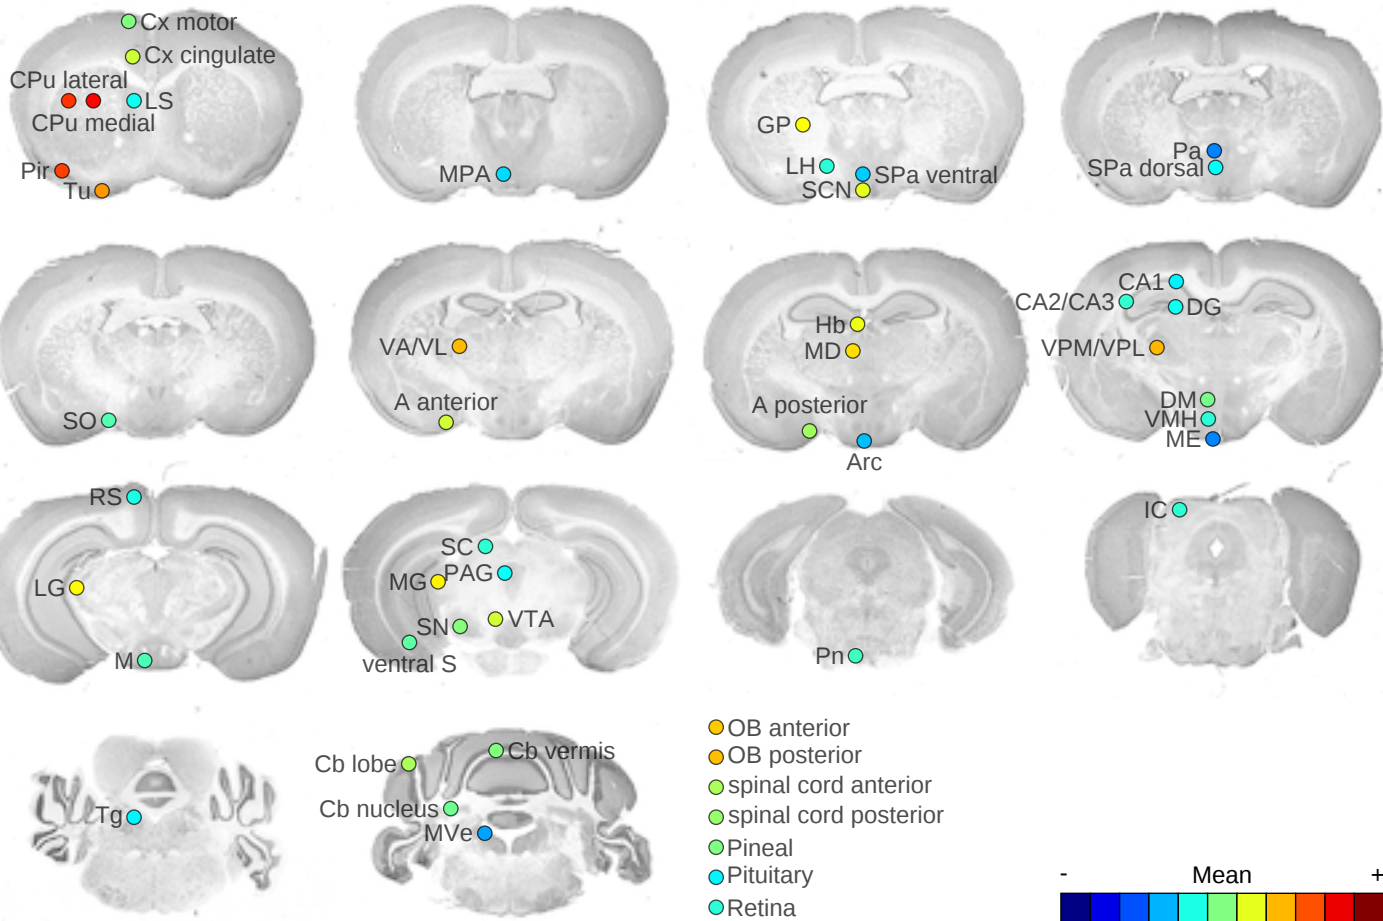 Cx motor
Cx cingulate
CPu lateral
LS
CPu medial
Pir
Tu
MPA
GP
LH
SPa ventral
SCN
Pa
SPa dorsal
SO
VA/VL
A anterior
Hb
MD
A posterior
Arc
CA1
CA2/CA3
DG
VPM/VPL
DM
VMH
ME
RS
LG
M
SC
MG
PAG
SN
VTA
ventral S
Pn
IC
Tg
Cb lobe
Cb vermis
Cb nucleus
MVe
OB anterior
OB posterior
spinal cord anterior
spinal cord posterior
Pineal
Pituitary
Retina
- Mean +